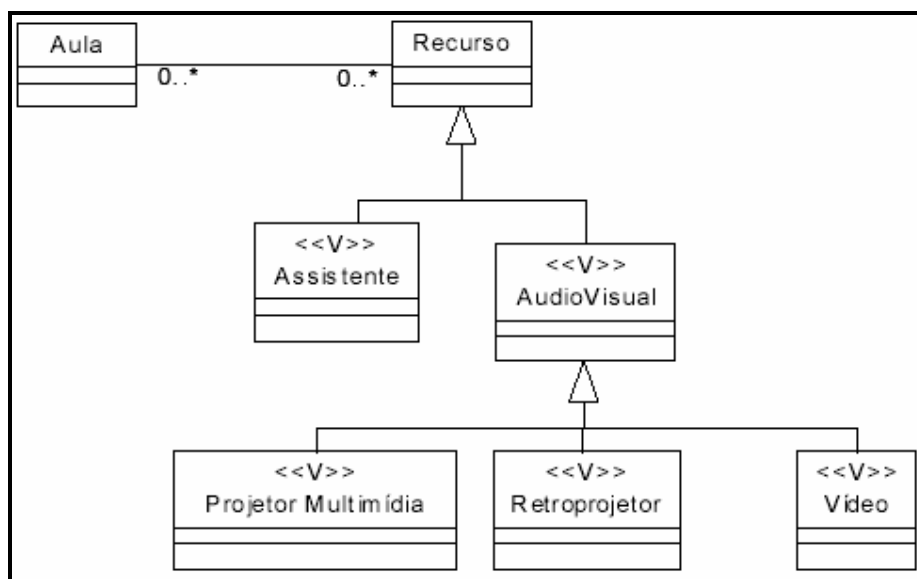 Aula
Recurso
0..*
0..*
<<V>>
Assistente
<<V>>
AudioVisual
<<V>>
Projetor Multimídia
<<V>>
Retroprojetor
<<V>>
Vídeo